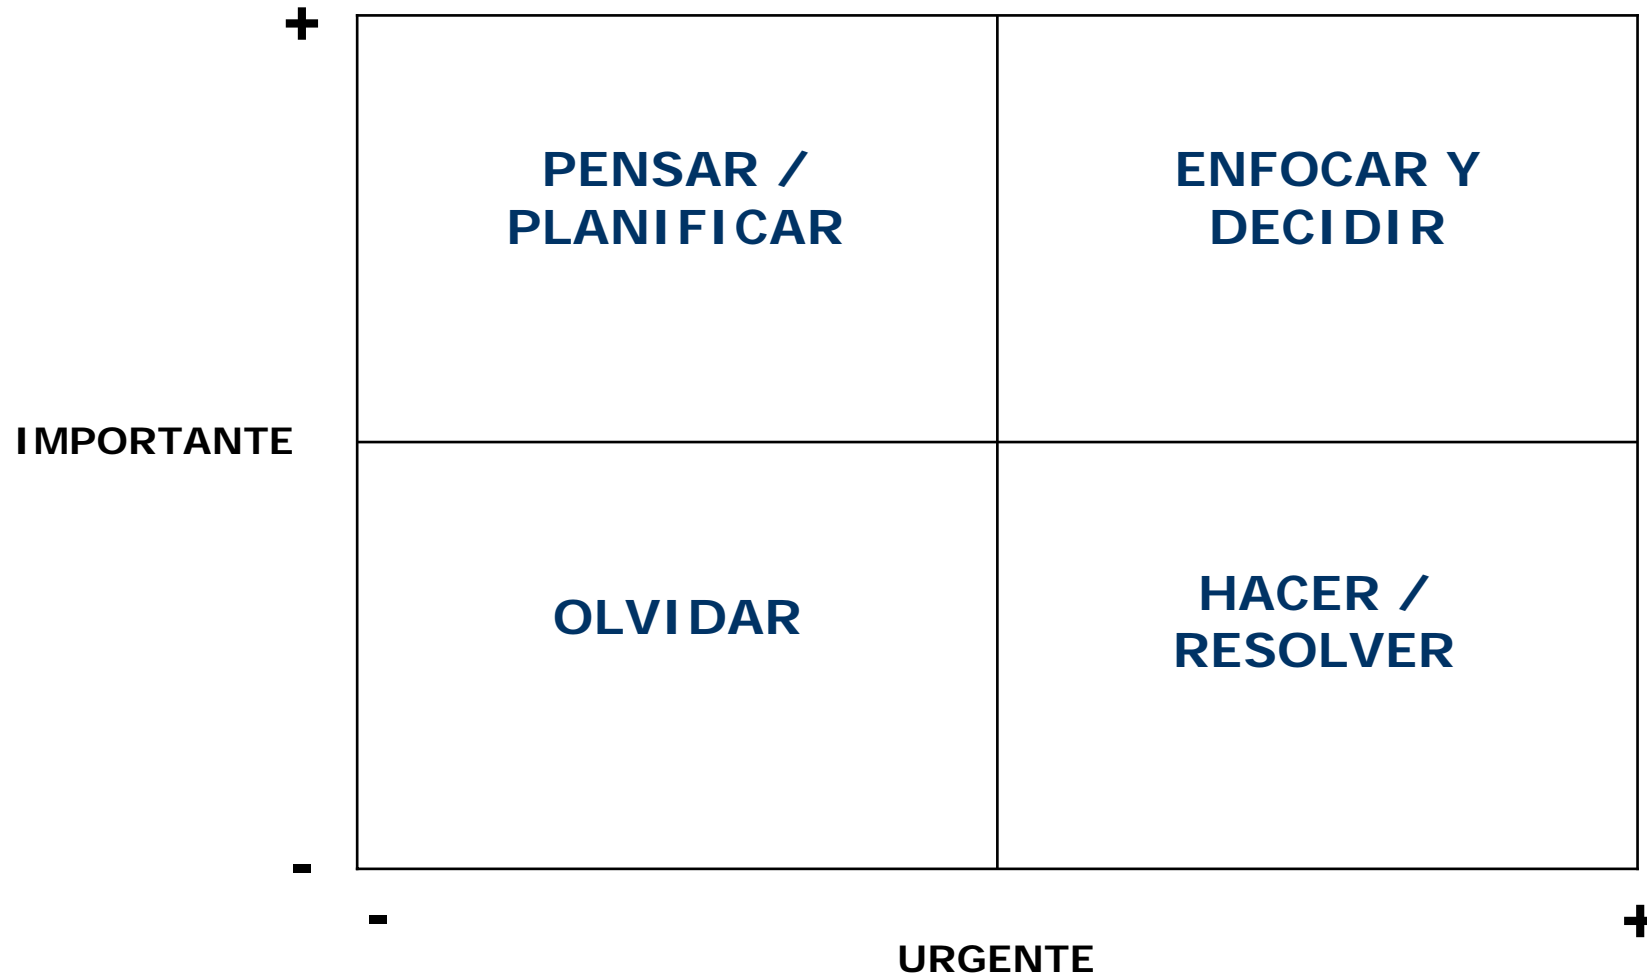 +
PENSAR /
PLANIFICAR
ENFOCAR Y
DECIDIR
IMPORTANTE
OLVIDAR
HACER /
RESOLVER
-
-
+
URGENTE